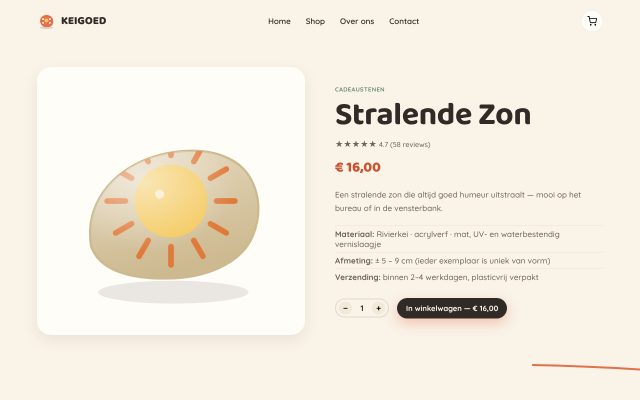 KEIGOED
Home Shop Over ons Contact
CADEAUSTENEN
Stralende Zon
★★★★★ 4.7 (58 reviews)
€ 16,00
Een stralende zon die altijd goed humeur uitstraalt — mooi op het
bureau of in de vensterbank.
Materiaal: Rivierkei · acrylverf · mat, UV- en waterbestendig
vernislaagje
Afmeting: ± 5 – 9 cm (ieder exemplaar is uniek van vorm)
Verzending: binnen 2–4 werkdagen, plasticvrij verpakt
− 1 + In winkelwagen — € 16,00